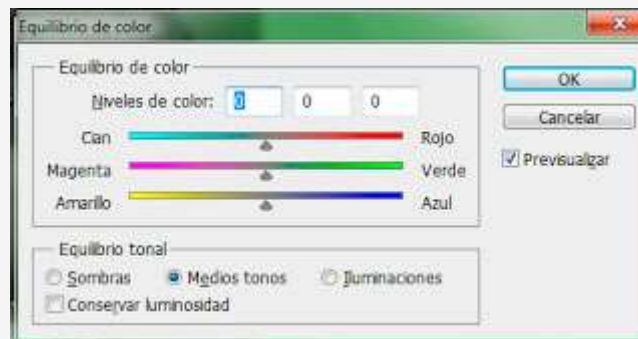 Equilibrio de color
Equilibrio de color
Niveles de color: 0 0 0
Cian Rojo
Magenta Verde
Amarillo Azul
Equilibrio tonal
Sombras Medios tonos Iluminaciones
Conservar luminosidad
OK
Cancelar
Previsualizar